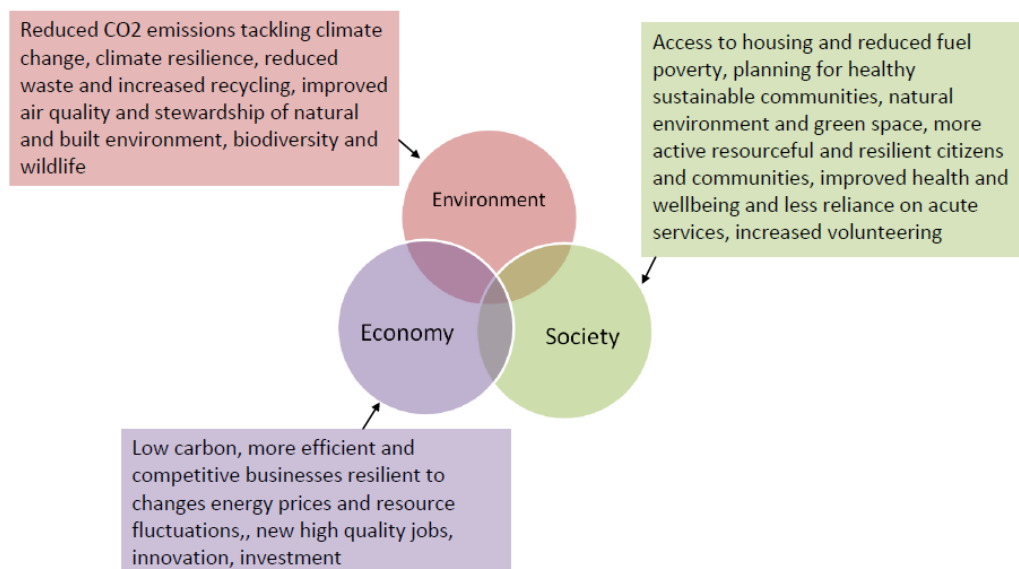 Reduced CO2 emissions tackling climate
change, climate resilience, reduced
waste and increased recycling, improved
air quality and stewardship of natural
and built environment, biodiversity and
wildlife
Access to housing and reduced fuel
poverty, planning for healthy
sustainable communities, natural
environment and green space, more
active resourceful and resilient citizens
and communities, improved health and
wellbeing and less reliance on acute
services, increased volunteering
Environment
Economy
Society
Low carbon, more efficient and
competitive businesses resilient to
changes energy prices and resource
fluctuations,, new high quality jobs,
innovation, investment